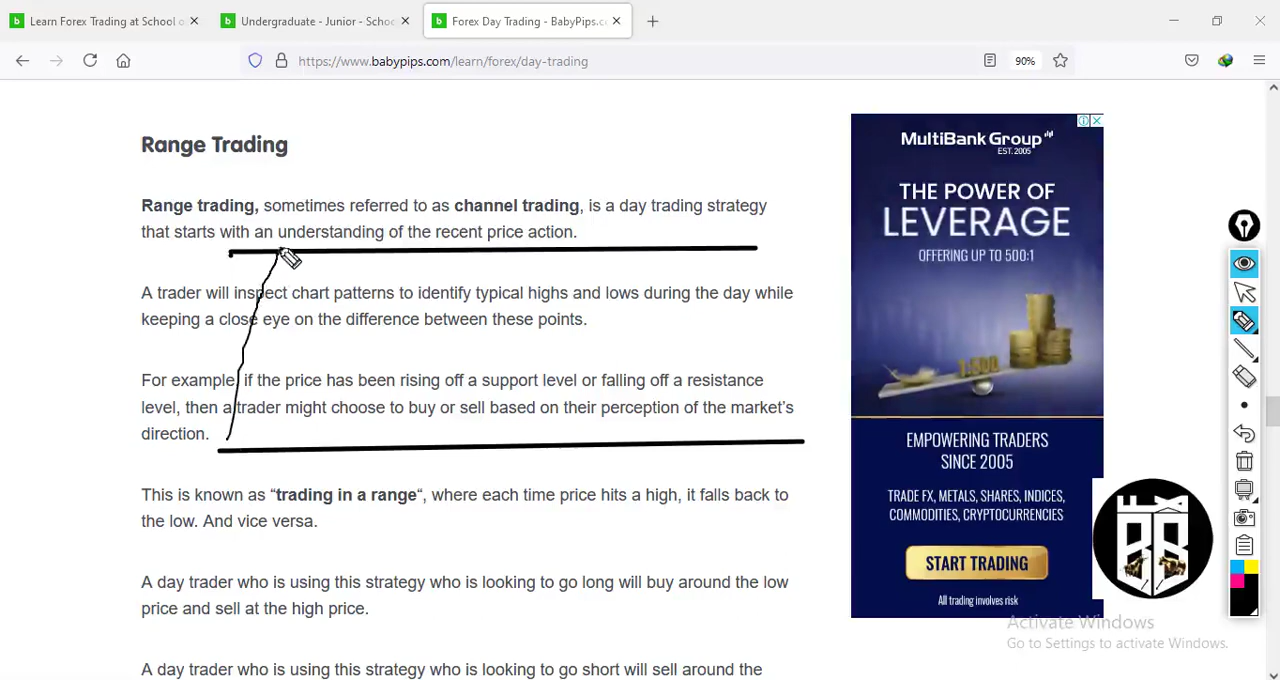 Learn Forex Trading at School o
Undergraduate - Junior - Schoo
Forex Day Trading - BabyPips.c
https://www.babypips.com/learn/forex/day-trading
90%
Range Trading
Range trading, sometimes referred to as channel trading, is a day trading strategy
that starts with an understanding of the recent price action.
A trader will inspect chart patterns to identify typical highs and lows during the day while
keeping a close eye on the difference between these points.
For example, if the price has been rising off a support level or falling off a resistance
level, then a trader might choose to buy or sell based on their perception of the market’s
direction.
This is known as “trading in a range“, where each time price hits a high, it falls back to
the low. And vice versa.
A day trader who is using this strategy who is looking to go long will buy around the low
price and sell at the high price.
A day trader who is using this strategy who is looking to go short will sell around the
MultiBank Group
EST. 2005
THE POWER OF
LEVERAGE
OFFERING UP TO 500:1
1:500
EMPOWERING TRADERS
SINCE 2005
TRADE FX, METALS, SHARES, INDICES,
COMMODITIES, CRYPTOCURRENCIES
START TRADING
All trading involves risk
BB
Activate Windows
Go to Settings to activate Windows.